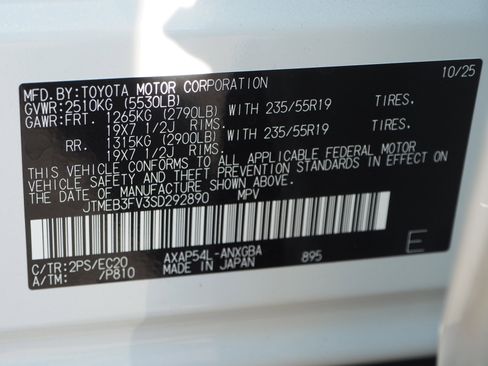 MFD.BY:TOYOTA MOTOR CORPORATION 10/25
GVWR:2510KG (5530LB)
GAWR:FRT. 1265KG (2790LB) WITH 235/55R19 TIRES.
19X7 1/2J RIMS.
RR. 1315KG (2900LB) WITH 235/55R19 TIRES.
19X7 1/2J RIMS.
THIS VEHICLE CONFORMS TO ALL APPLICABLE FEDERAL MOTOR
VEHICLE SAFETY AND THEFT PREVENTION STANDARDS IN EFFECT ON
THE DATE OF MANUFACTURE SHOWN ABOVE.
JTMEB3FV3SD292890 MPV
C/TR:2PS/EC20 AXAP54L-ANXGBA 895
A/TM: /P810 MADE IN JAPAN
E